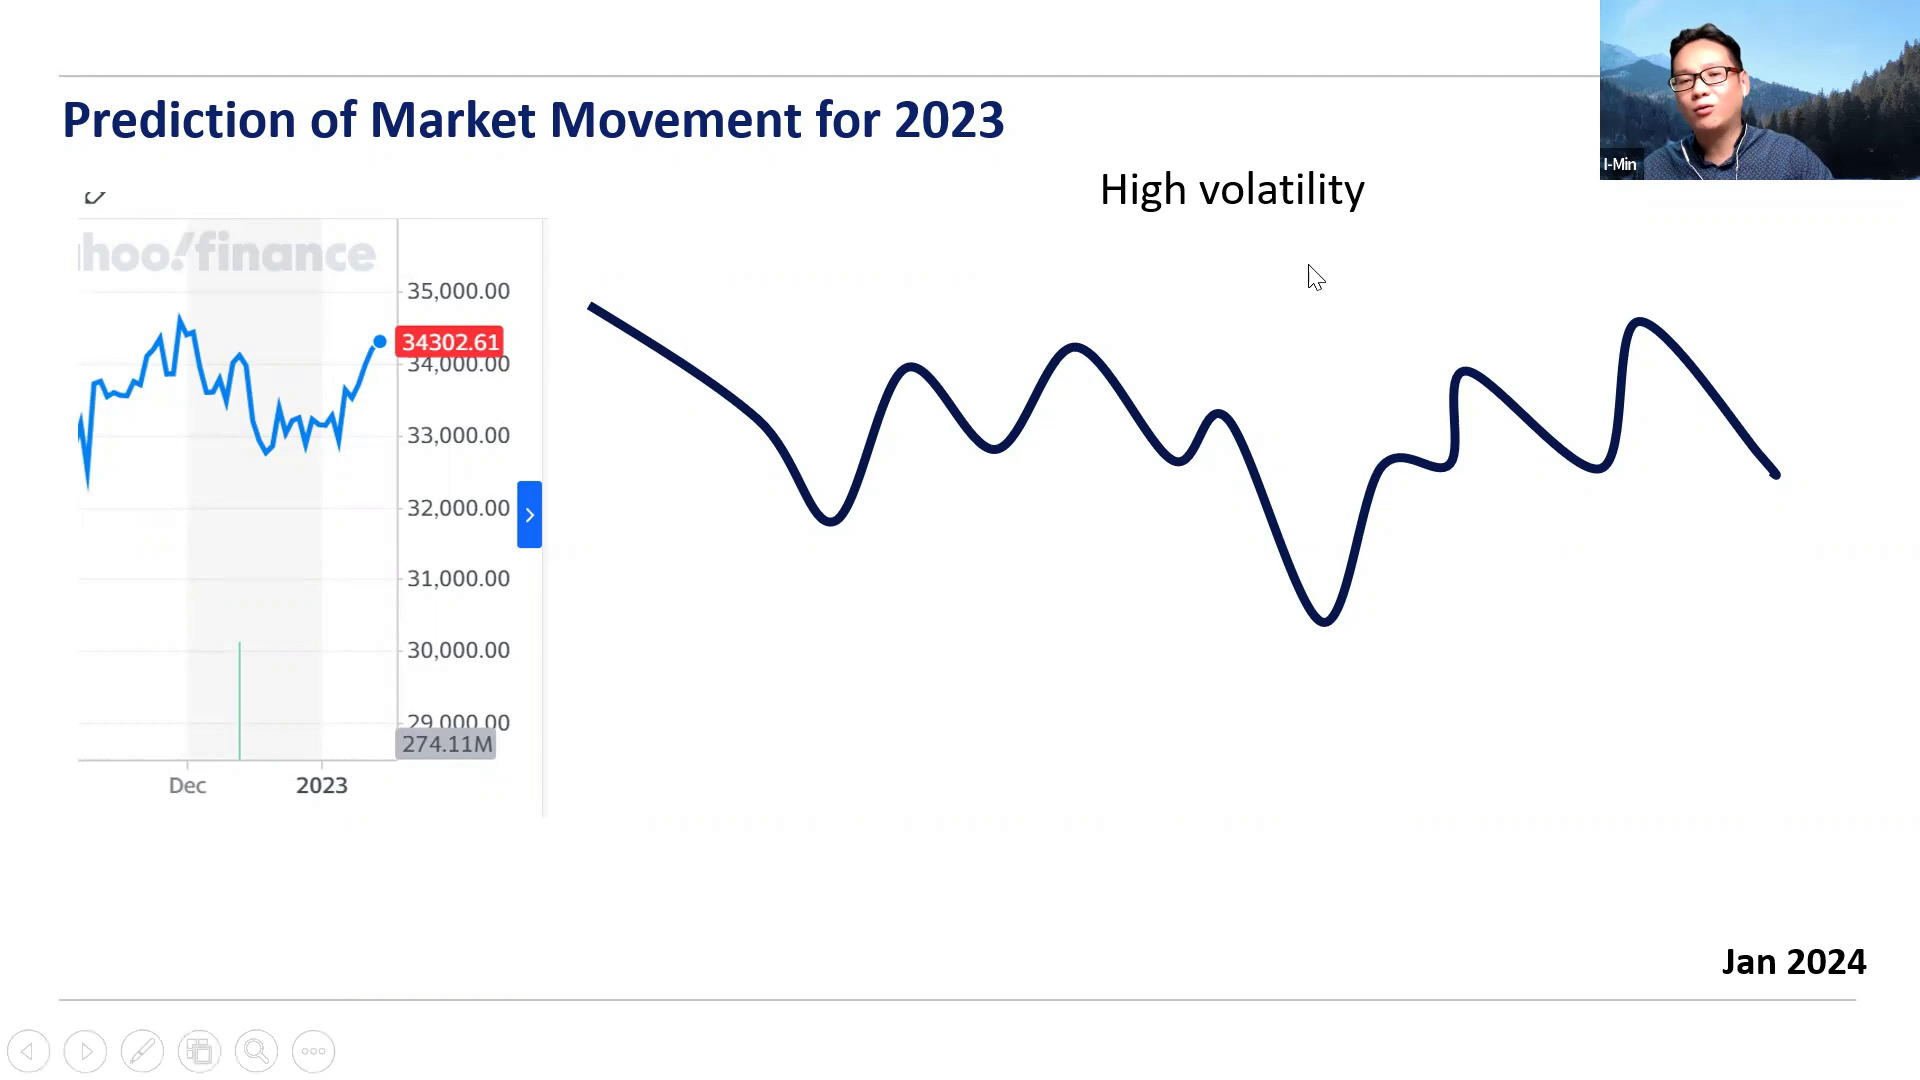 Prediction of Market Movement for 2023
I-Min
High volatility
hoo!finance
35,000.00
34302.61
34,000.00
33,000.00
32,000.00
31,000.00
30,000.00
29,000.00
274.11M
Dec
2023
Jan 2024